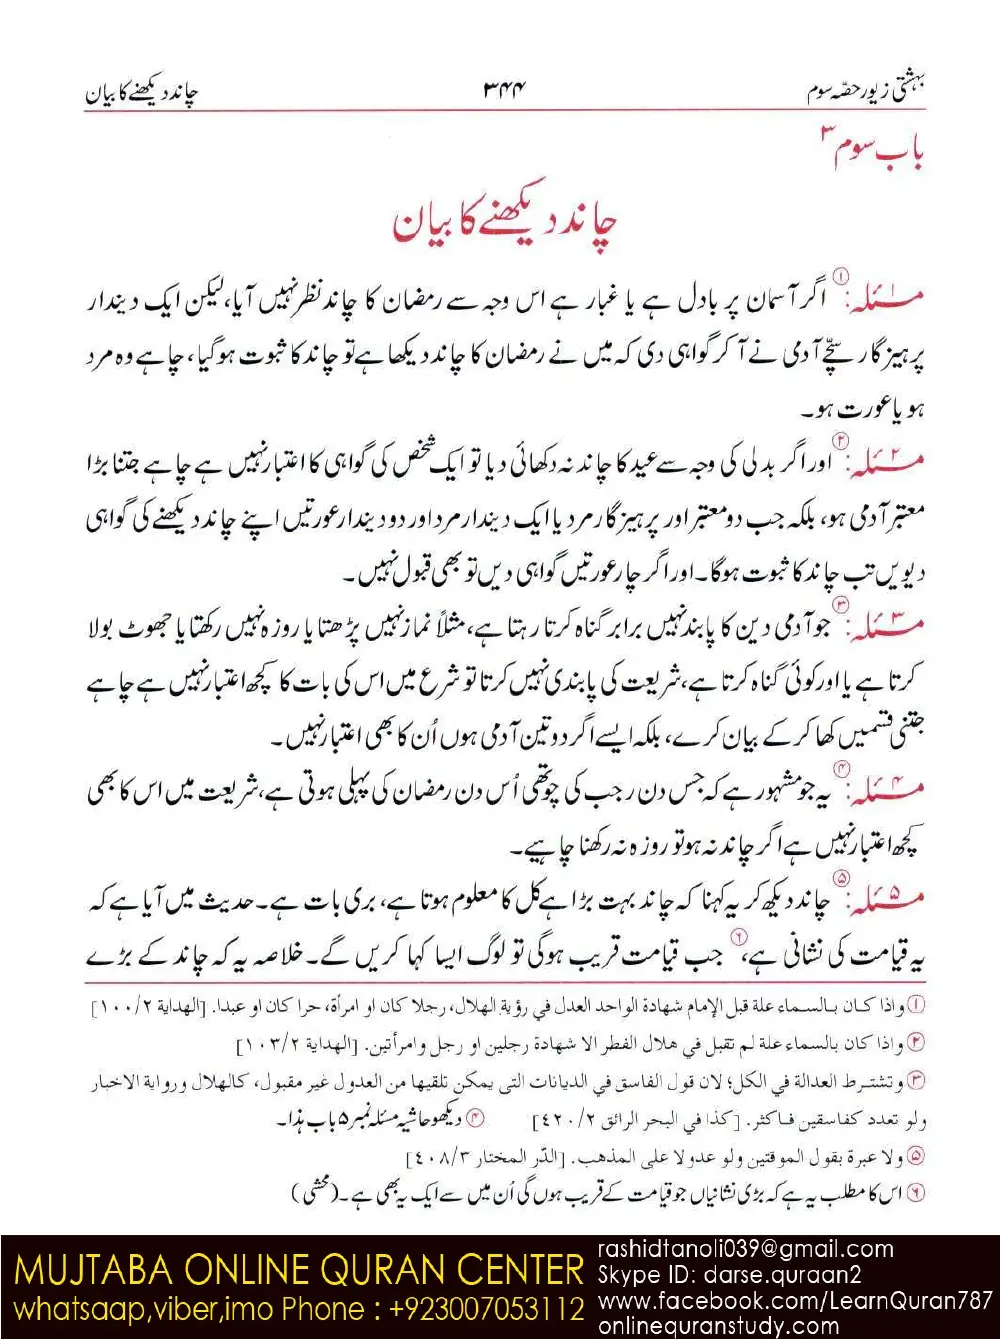 بہشتی زیور حصّہ سوم ۳۴۴ چاند دیکھنے کا بیان
باب سوم ۳
چاند دیکھنے کا بیان
مسئلہ ۱: ① اگر آسمان پر بادل ہے یا غبار ہے اس وجہ سے رمضان کا چاند نظر نہیں آیا، لیکن ایک دیندار
پرہیزگار سچّے آدمی نے آ کر گواہی دی کہ میں نے رمضان کا چاند دیکھا ہے تو چاند کا ثبوت ہو گیا، چاہے وہ مرد
ہو یا عورت ہو۔
مسئلہ ۲: ② اور اگر بدلی کی وجہ سے عید کا چاند نہ دکھائی دیا تو ایک شخص کی گواہی کا اعتبار نہیں ہے چاہے جتنا بڑا
معتبر آدمی ہو، بلکہ جب دو معتبر اور پرہیزگار مرد یا ایک دیندار مرد اور دو دیندار عورتیں اپنے چاند دیکھنے کی گواہی
دیویں تب چاند کا ثبوت ہوگا۔ اور اگر چار عورتیں گواہی دیں تو بھی قبول نہیں۔
مسئلہ ۳: ③ جو آدمی دین کا پابند نہیں برابر گناہ کرتا رہتا ہے، مثلاً نماز نہیں پڑھتا یا روزہ نہیں رکھتا یا جھوٹ بولا
کرتا ہے یا اور کوئی گناہ کرتا ہے، شریعت کی پابندی نہیں کرتا تو شرع میں اس کی بات کا کچھ اعتبار نہیں ہے چاہے
جتنی قسمیں کھا کر کے بیان کرے، بلکہ ایسے اگر دو تین آدمی ہوں اُن کا بھی اعتبار نہیں۔
مسئلہ ۴: ④ یہ جو مشہور ہے کہ جس دن رجب کی چوتھی اُس دن رمضان کی پہلی ہوتی ہے، شریعت میں اس کا بھی
کچھ اعتبار نہیں ہے اگر چاند نہ ہو تو روزہ نہ رکھنا چاہیے۔
مسئلہ ۵: ⑤ چاند دیکھ کر یہ کہنا کہ چاند بہت بڑا ہے کل کا معلوم ہوتا ہے، بری بات ہے۔ حدیث میں آیا ہے کہ
یہ قیامت کی نشانی ہے، ⑥ جب قیامت قریب ہوگی تو لوگ ایسا کہا کریں گے۔ خلاصہ یہ کہ چاند کے بڑے
① واذا كان بالسماء علة قبل الإمام شهادة الواحد العدل في رؤية الهلال، رجلا كان او امرأة، حرا كان او عبدا. [الهداية ٢/١٠٠]
② واذا كان بالسماء علة لم تقبل في هلال الفطر الا شهادة رجلين او رجل وامرأتين. [الهداية ٢/١٠٣]
③ وتشترط العدالة في الكل؛ لان قول الفاسق في الديانات التى يمكن تلقيها من العدول غير مقبول، كالهلال ورواية الاخبار
ولو تعدد كفاسقين فاكثر. [كذا في البحر الرائق ٢/٤٢٠] ④ دیکھو حاشیہ مسئلہ نمبر ۵ باب ہذا۔
⑤ ولا عبرة بقول الموقتين ولو عدولا على المذهب. [الدّر المختار ٣/٤٠٨]
⑥ اس کا مطلب یہ ہے کہ بڑی نشانیاں جو قیامت کے قریب ہوں گی اُن میں سے ایک یہ بھی ہے۔ (محشی)
MUJTABA ONLINE QURAN CENTER
whatsaap,viber,imo Phone : +923007053112
rashidtanoli039@gmail.com
Skype ID: darse.quraan2
www.facebook.com/LearnQuran787
onlinequranstudy.com